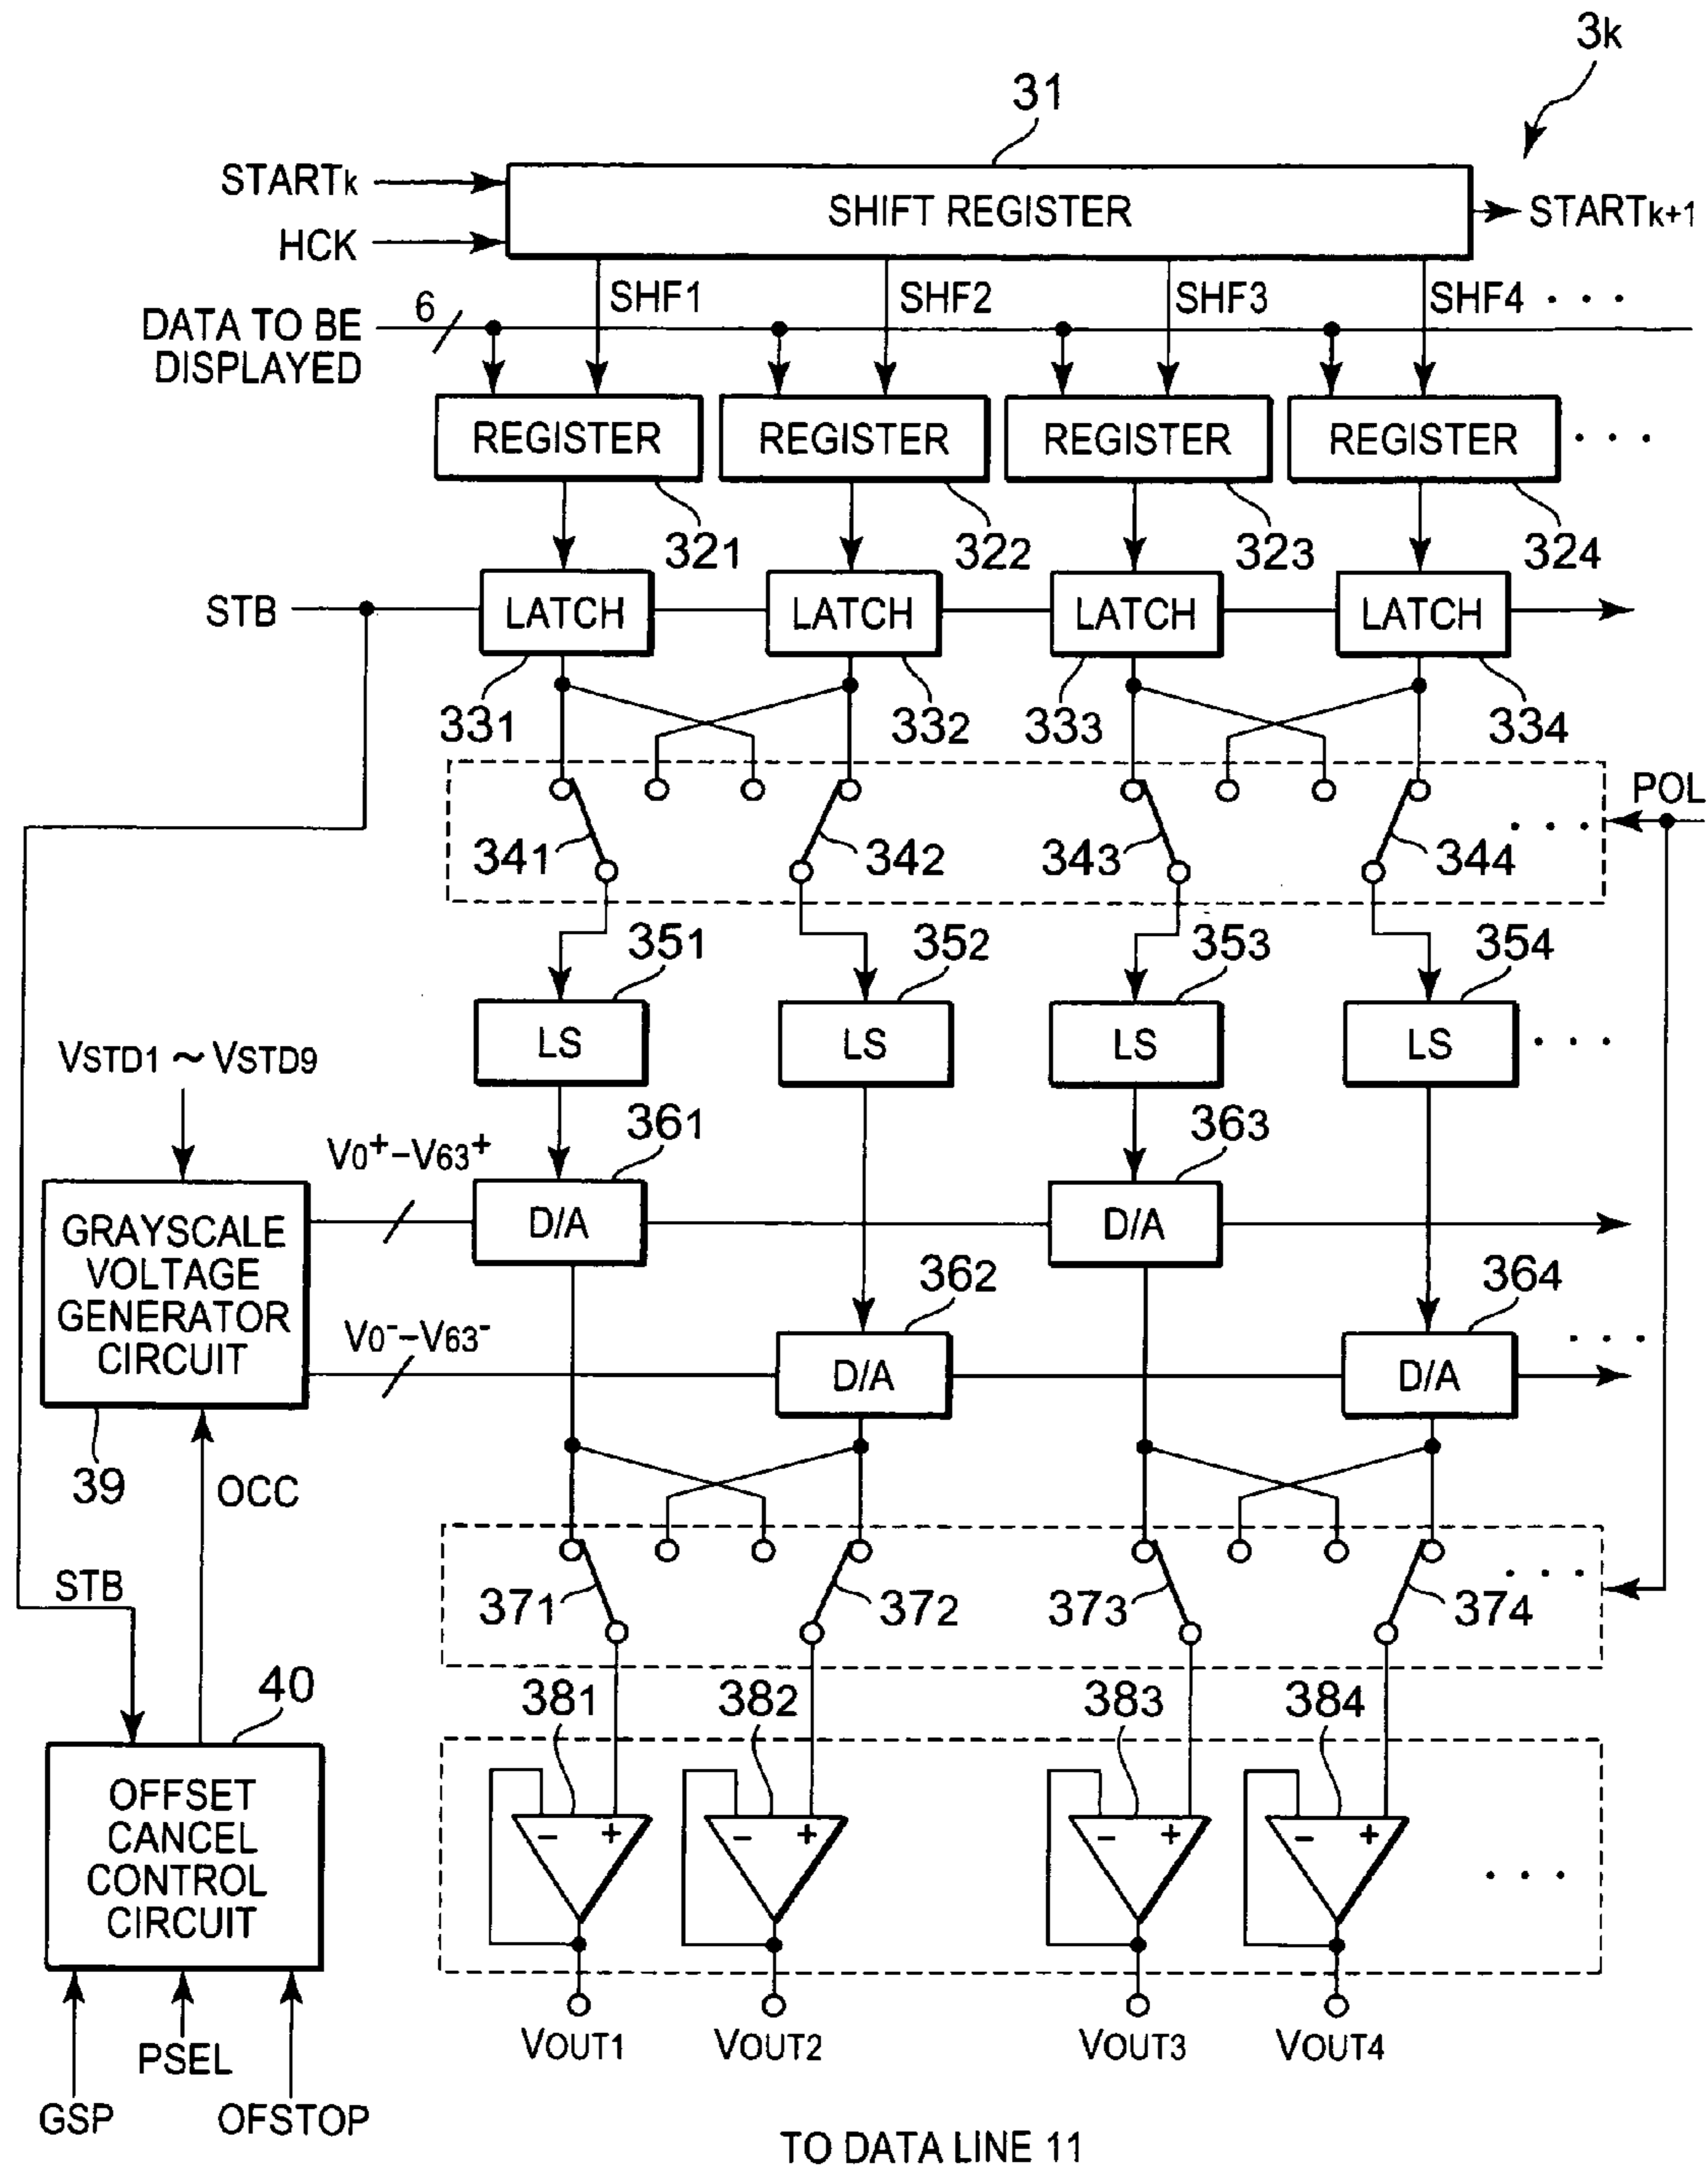 3k
31
STARTk
SHIFT REGISTER
STARTk+1
HCK
SHF1 SHF2 SHF3 SHF4 . . .
6
DATA TO BE
DISPLAYED
REGISTER REGISTER REGISTER REGISTER . . .
321 322 323 324
STB LATCH LATCH LATCH LATCH
331 332 333 334
POL
341 342 343 344 . . .
351 352 353 354
LS LS LS LS . . .
VSTD1 ~ VSTD9
361 363
V0+–V63+
D/A D/A
GRAYSCALE
VOLTAGE
GENERATOR
CIRCUIT
362 364
V0-–V63-
D/A D/A . . .
39
OCC
STB
371 372 373 374 . . .
40
381 382 383 384
OFFSET
CANCEL
CONTROL
CIRCUIT
– + – + – + – + . . .
VOUT1 VOUT2 VOUT3 VOUT4
PSEL
GSP OFSTOP
TO DATA LINE 11